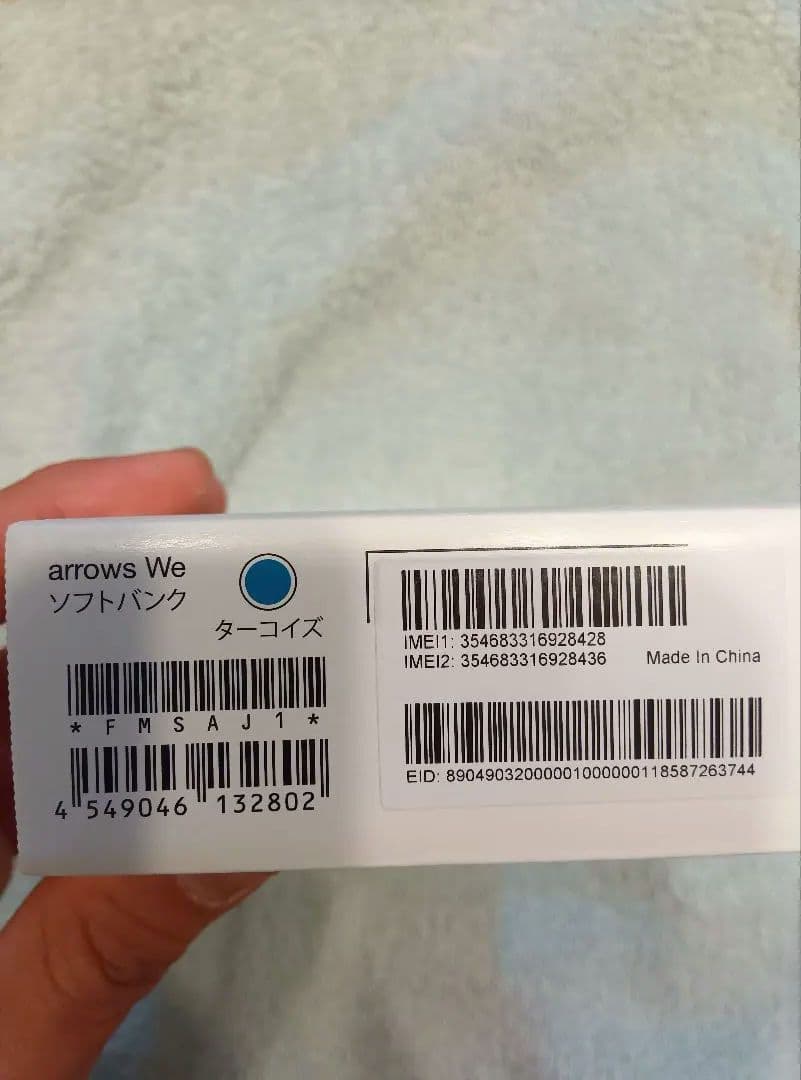 arrows We
ソフトバンク
ターコイズ
* F M S A J 1 *
4 549046 132802
IMEI1: 354683316928428
IMEI2: 354683316928436
Made In China
EID: 89049032000001000000118587263744